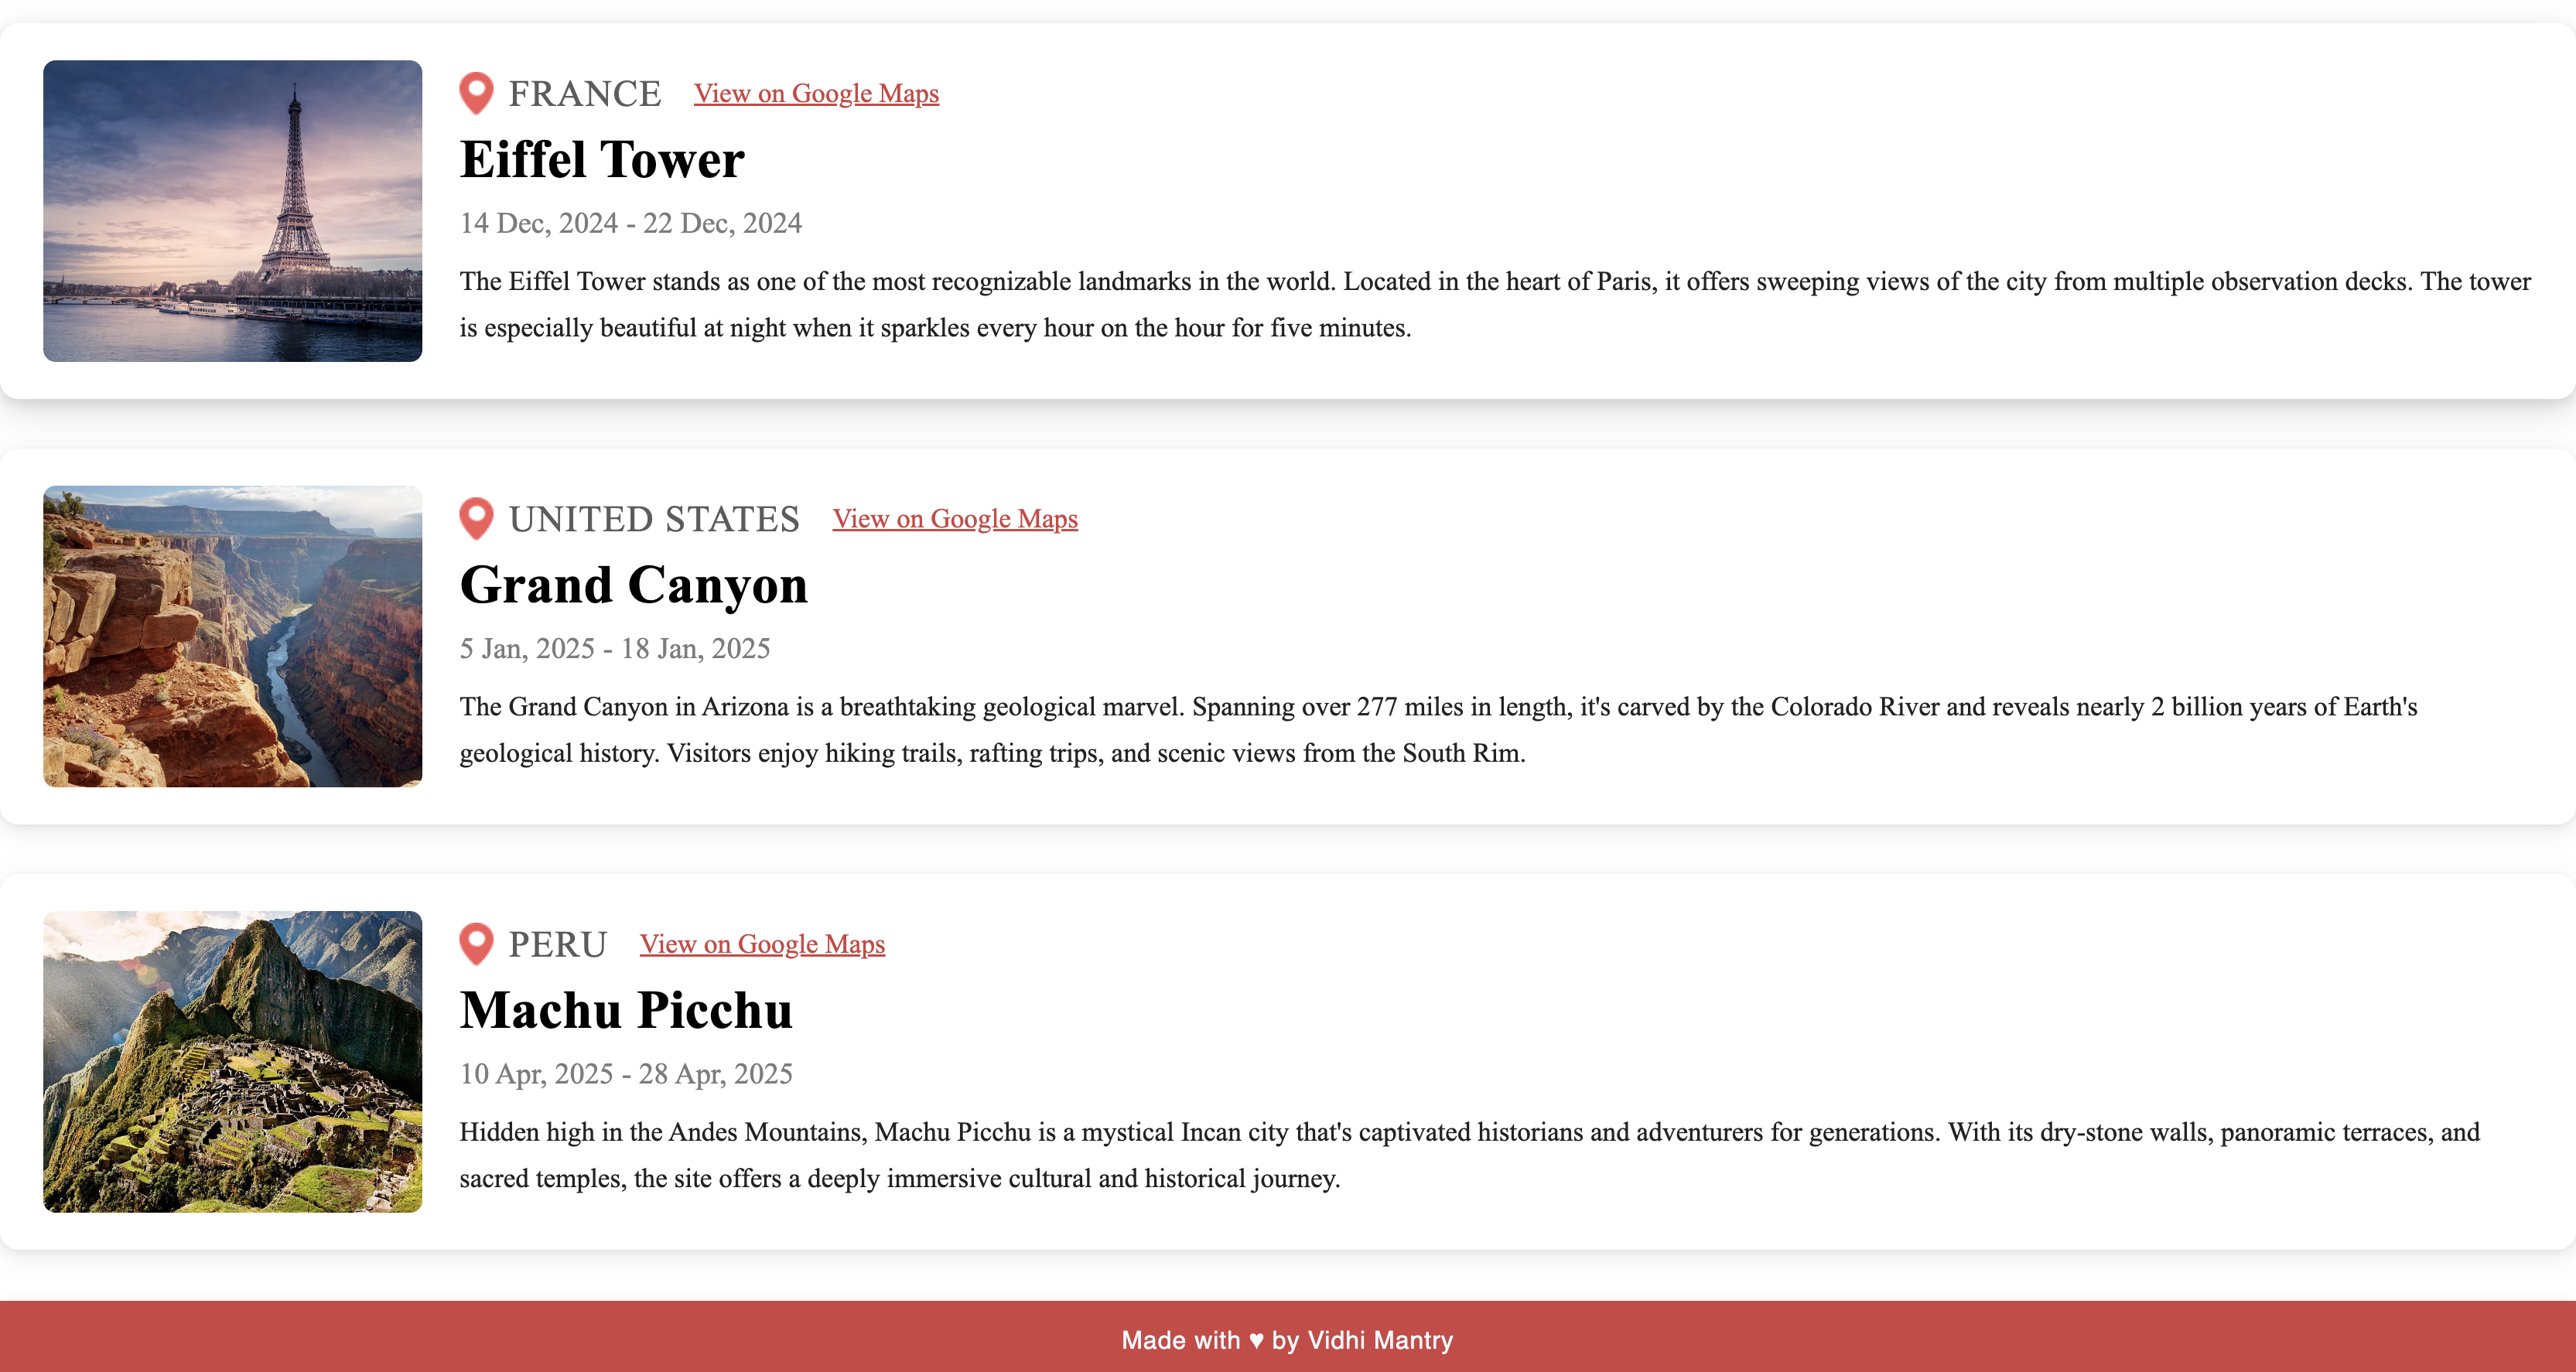 FRANCE View on Google Maps
Eiffel Tower
14 Dec, 2024 - 22 Dec, 2024
The Eiffel Tower stands as one of the most recognizable landmarks in the world. Located in the heart of Paris, it offers sweeping views of the city from multiple observation decks. The tower
is especially beautiful at night when it sparkles every hour on the hour for five minutes.
UNITED STATES View on Google Maps
Grand Canyon
5 Jan, 2025 - 18 Jan, 2025
The Grand Canyon in Arizona is a breathtaking geological marvel. Spanning over 277 miles in length, it's carved by the Colorado River and reveals nearly 2 billion years of Earth's
geological history. Visitors enjoy hiking trails, rafting trips, and scenic views from the South Rim.
PERU View on Google Maps
Machu Picchu
10 Apr, 2025 - 28 Apr, 2025
Hidden high in the Andes Mountains, Machu Picchu is a mystical Incan city that's captivated historians and adventurers for generations. With its dry-stone walls, panoramic terraces, and
sacred temples, the site offers a deeply immersive cultural and historical journey.
Made with ♥ by Vidhi Mantry